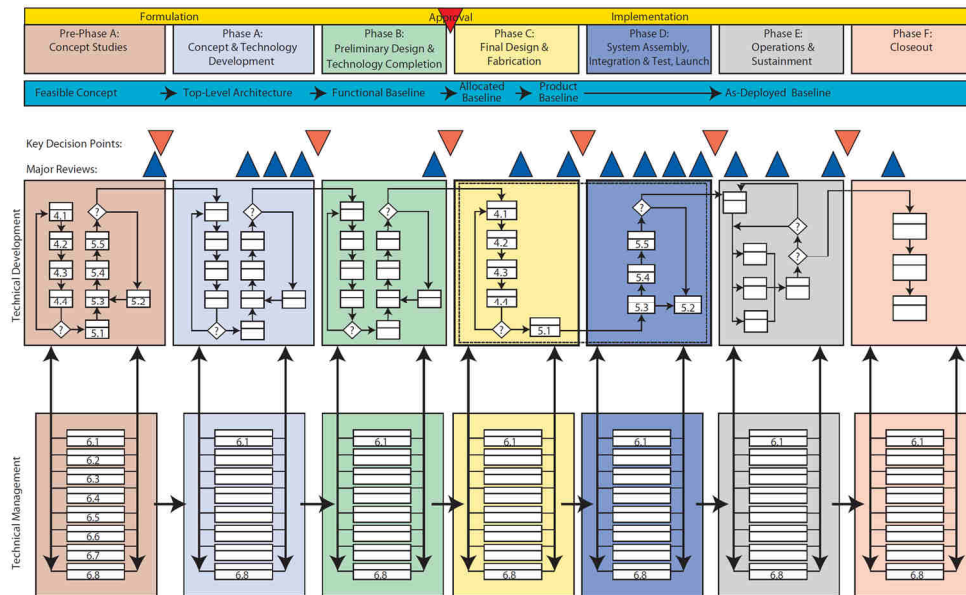 Formulation
Approval
Implementation
Pre-Phase A:
Concept Studies
Phase A:
Concept & Technology
Development
Phase B:
Preliminary Design &
Technology Completion
Phase C:
Final Design &
Fabrication
Phase D:
System Assembly,
Integration & Test, Launch
Phase E:
Operations &
Sustainment
Phase F:
Closeout
Feasible Concept
Top-Level Architecture
Functional Baseline
Allocated
Baseline
Product
Baseline
As-Deployed Baseline
Key Decision Points:
Major Reviews:
Technical Development
4.1
4.2
4.3
4.4
?
5.1
5.3
5.2
5.4
5.5
?
?
?
?
?
4.1
4.2
4.3
4.4
?
5.1
?
5.5
5.4
5.3
5.2
?
?
Technical Management
6.1
6.2
6.3
6.4
6.5
6.6
6.7
6.8
6.1
6.8
6.1
6.8
6.1
6.8
6.1
6.8
6.1
6.8
6.1
6.8